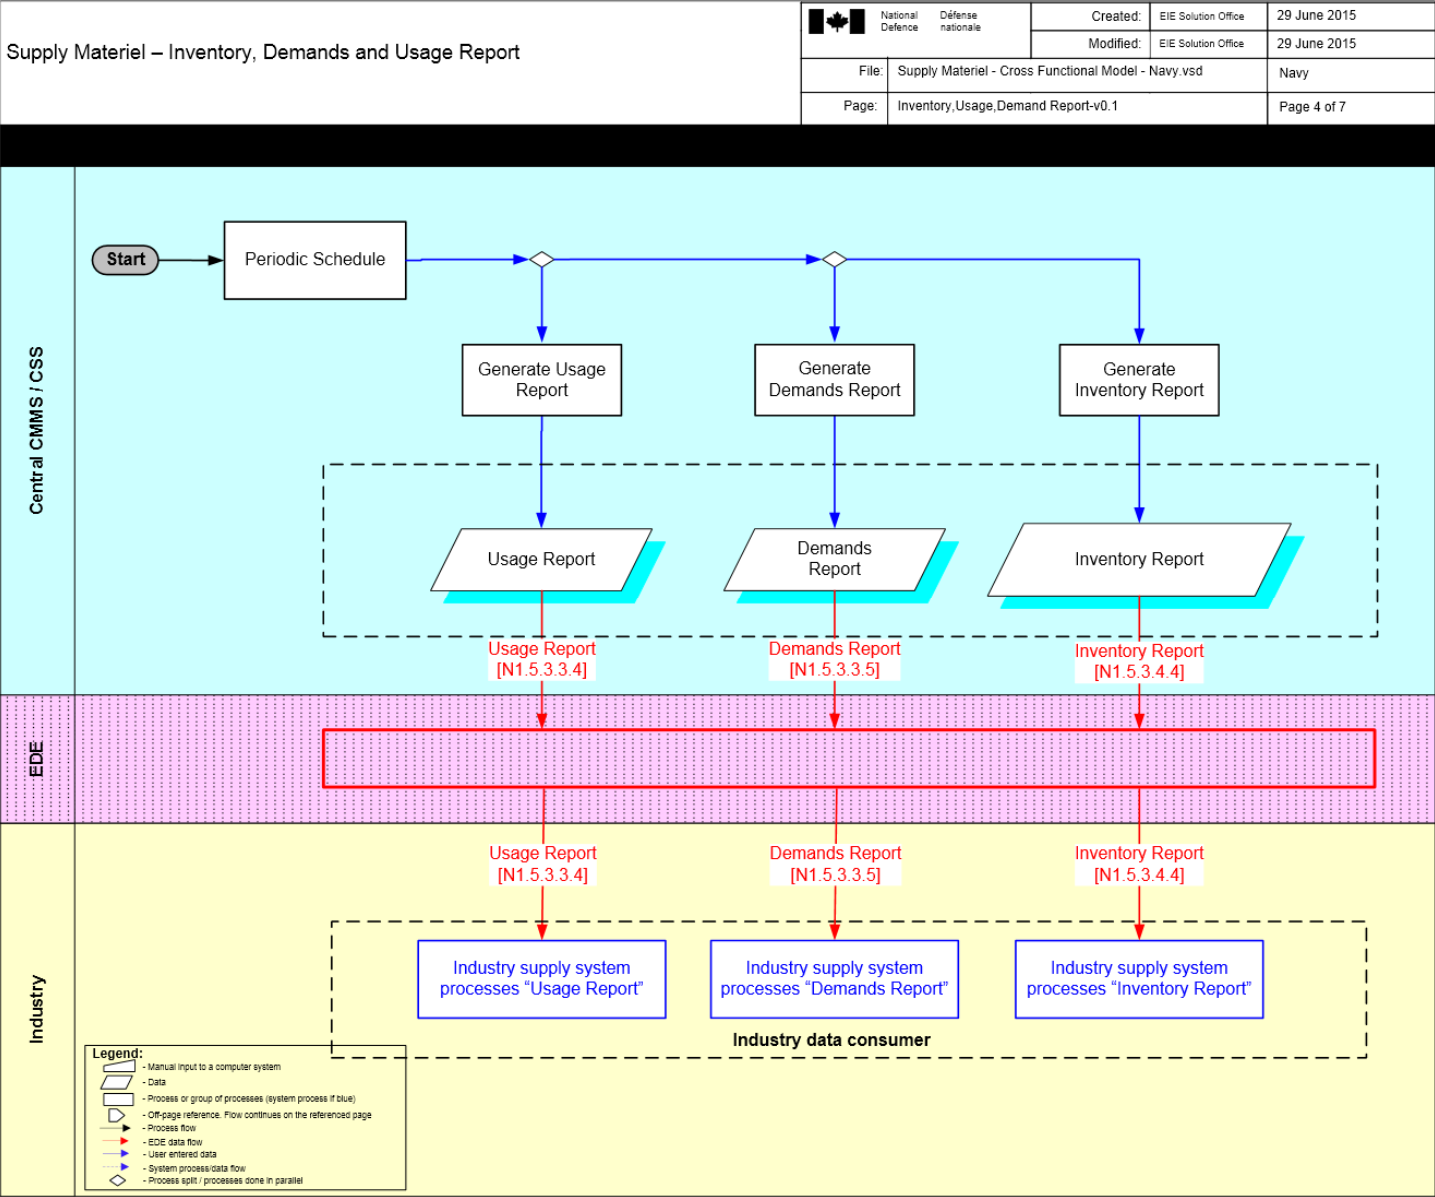 Supply Materiel – Inventory, Demands and Usage Report
National Défense
Defence nationale
Created: EIE Solution Office 29 June 2015
Modified: EIE Solution Office 29 June 2015
File: Supply Materiel - Cross Functional Model - Navy.vsd Navy
Page: Inventory,Usage,Demand Report-v0.1 Page 4 of 7
Central CMMS / CSS
Start
Periodic Schedule
Generate Usage
Report
Generate
Demands Report
Generate
Inventory Report
Usage Report
Demands
Report
Inventory Report
Usage Report
[N1.5.3.3.4]
Demands Report
[N1.5.3.3.5]
Inventory Report
[N1.5.3.4.4]
EDE
Usage Report
[N1.5.3.3.4]
Demands Report
[N1.5.3.3.5]
Inventory Report
[N1.5.3.4.4]
Industry
Industry supply system
processes “Usage Report”
Industry supply system
processes “Demands Report”
Industry supply system
processes “Inventory Report”
Industry data consumer
Legend:
- Manual input to a computer system
- Data
- Process or group of processes (system process if blue)
- Off-page reference. Flow continues on the referenced page
- Process flow
- EDE data flow
- User entered data
- System process/data flow
- Process split / processes done in parallel